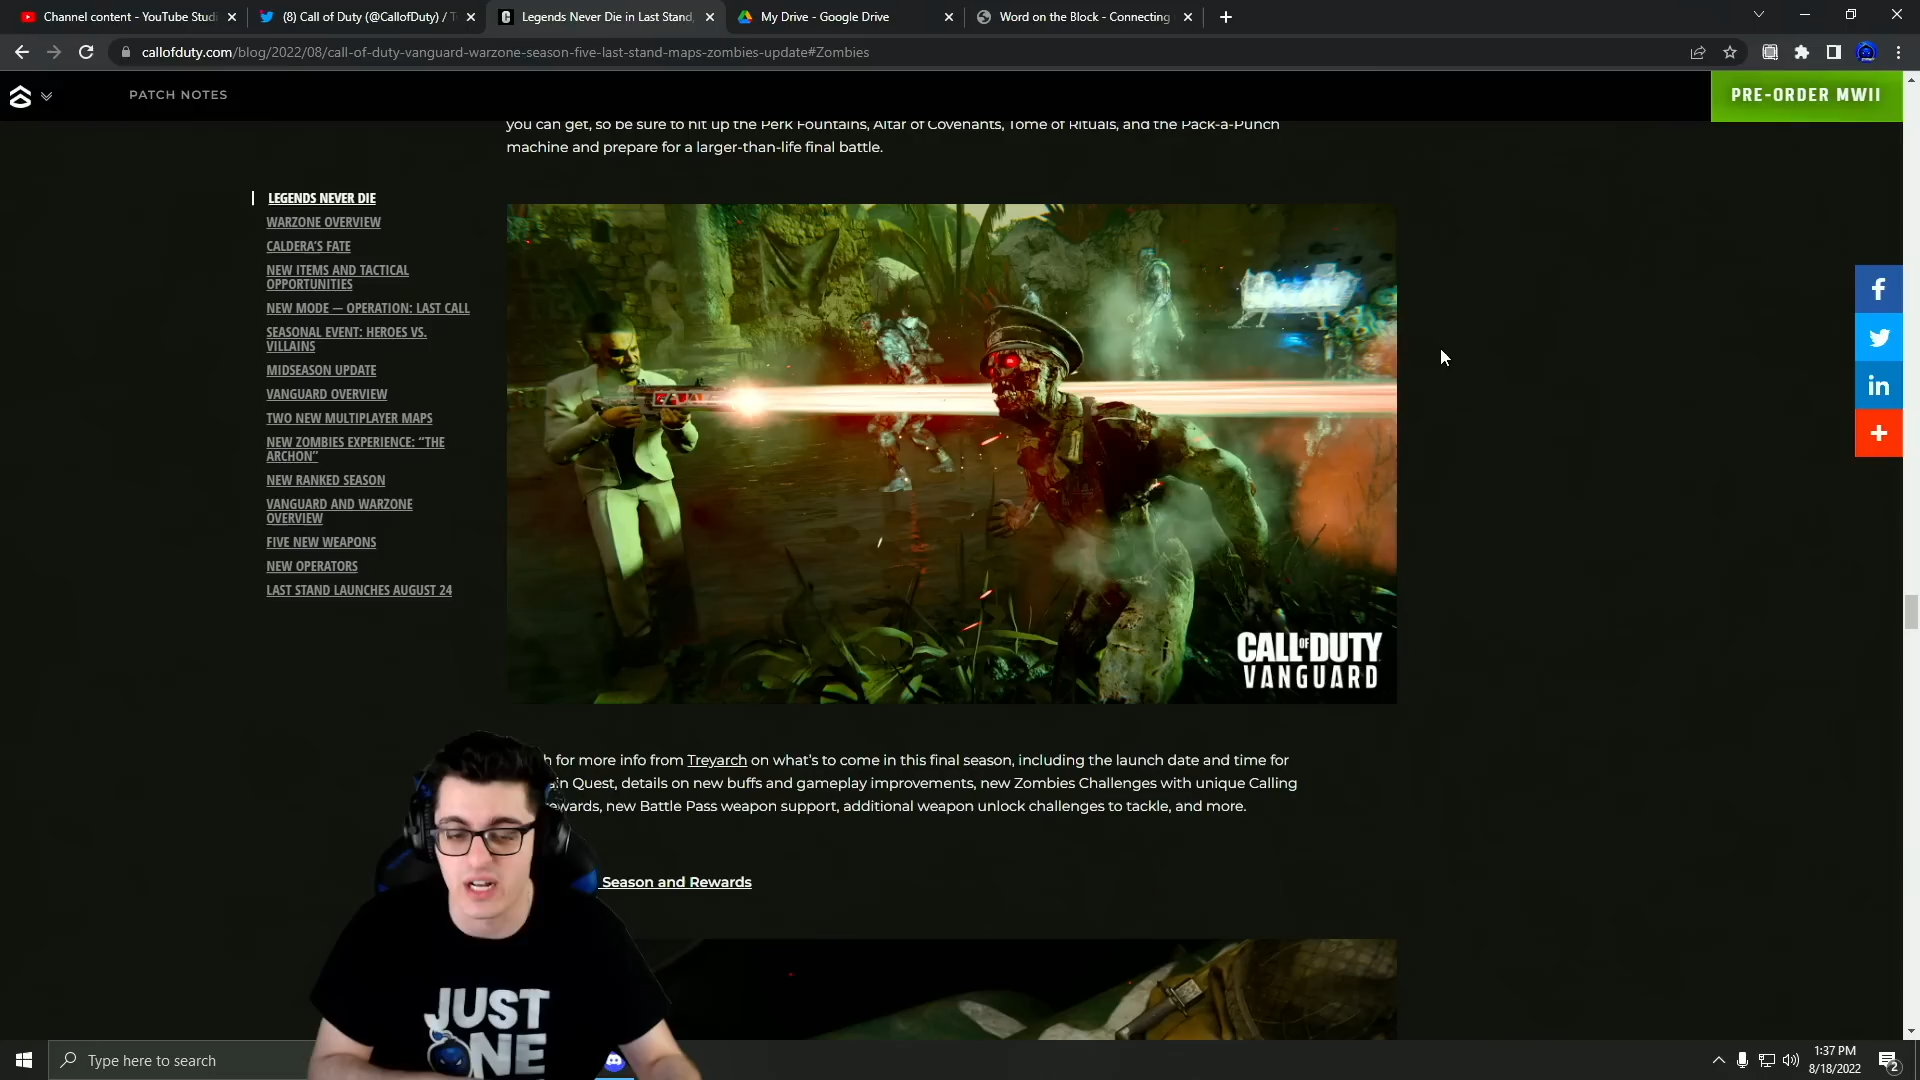 Channel content - YouTube Studi
(8) Call of Duty (@CallofDuty) / T
Legends Never Die in Last Stand,
My Drive - Google Drive
Word on the Block - Connecting
callofduty.com/blog/2022/08/call-of-duty-vanguard-warzone-season-five-last-stand-maps-zombies-update#Zombies
PATCH NOTES
PRE-ORDER MWII
you can get, so be sure to hit up the Perk Fountains, Altar of Covenants, Tome of Rituals, and the Pack-a-Punch
machine and prepare for a larger-than-life final battle.
LEGENDS NEVER DIE
WARZONE OVERVIEW
CALDERA'S FATE
NEW ITEMS AND TACTICAL
OPPORTUNITIES
NEW MODE — OPERATION: LAST CALL
SEASONAL EVENT: HEROES VS.
VILLAINS
MIDSEASON UPDATE
VANGUARD OVERVIEW
TWO NEW MULTIPLAYER MAPS
NEW ZOMBIES EXPERIENCE: “THE
ARCHON”
NEW RANKED SEASON
VANGUARD AND WARZONE
OVERVIEW
FIVE NEW WEAPONS
NEW OPERATORS
LAST STAND LAUNCHES AUGUST 24
CALL OF DUTY
VANGUARD
for more info from Treyarch on what's to come in this final season, including the launch date and time for
Quest, details on new buffs and gameplay improvements, new Zombies Challenges with unique Calling
new Battle Pass weapon support, additional weapon unlock challenges to tackle, and more.
Season and Rewards
JUST
ONE
Type here to search
1:37 PM
8/18/2022
2